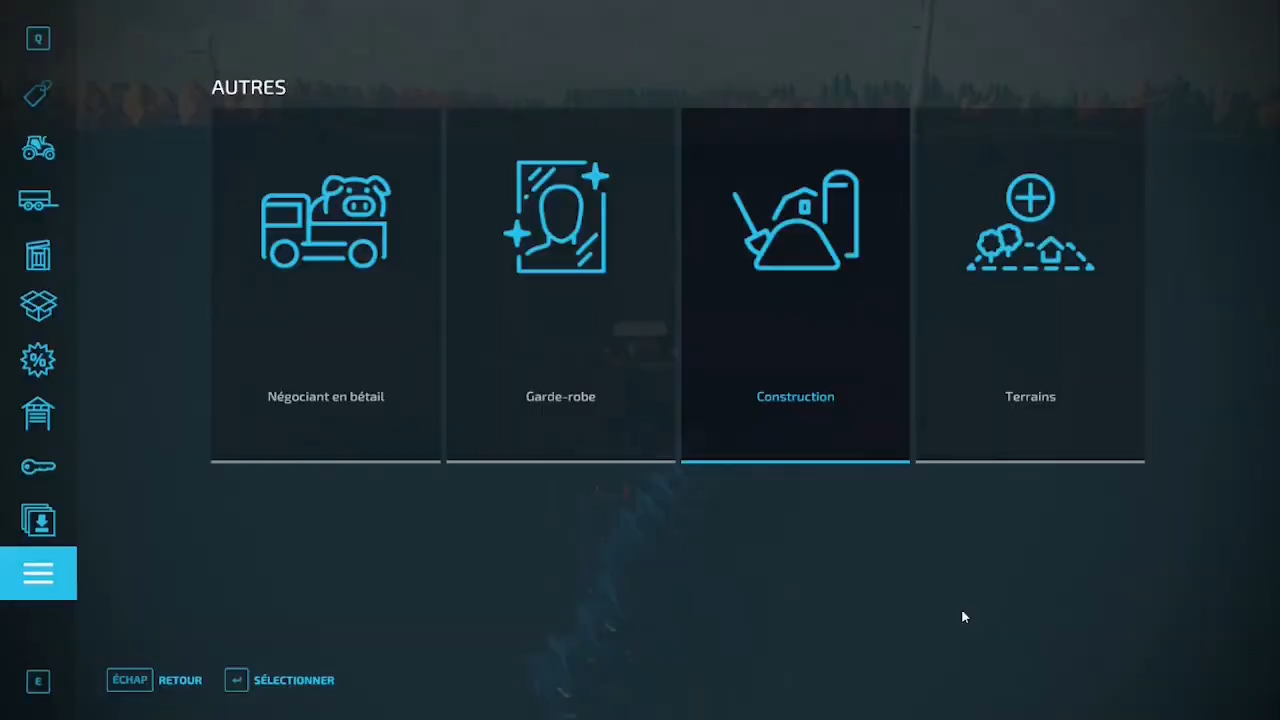 Q
AUTRES
Négociant en bétail
Garde-robe
Construction
Terrains
%
E
ÉCHAP RETOUR
SÉLECTIONNER